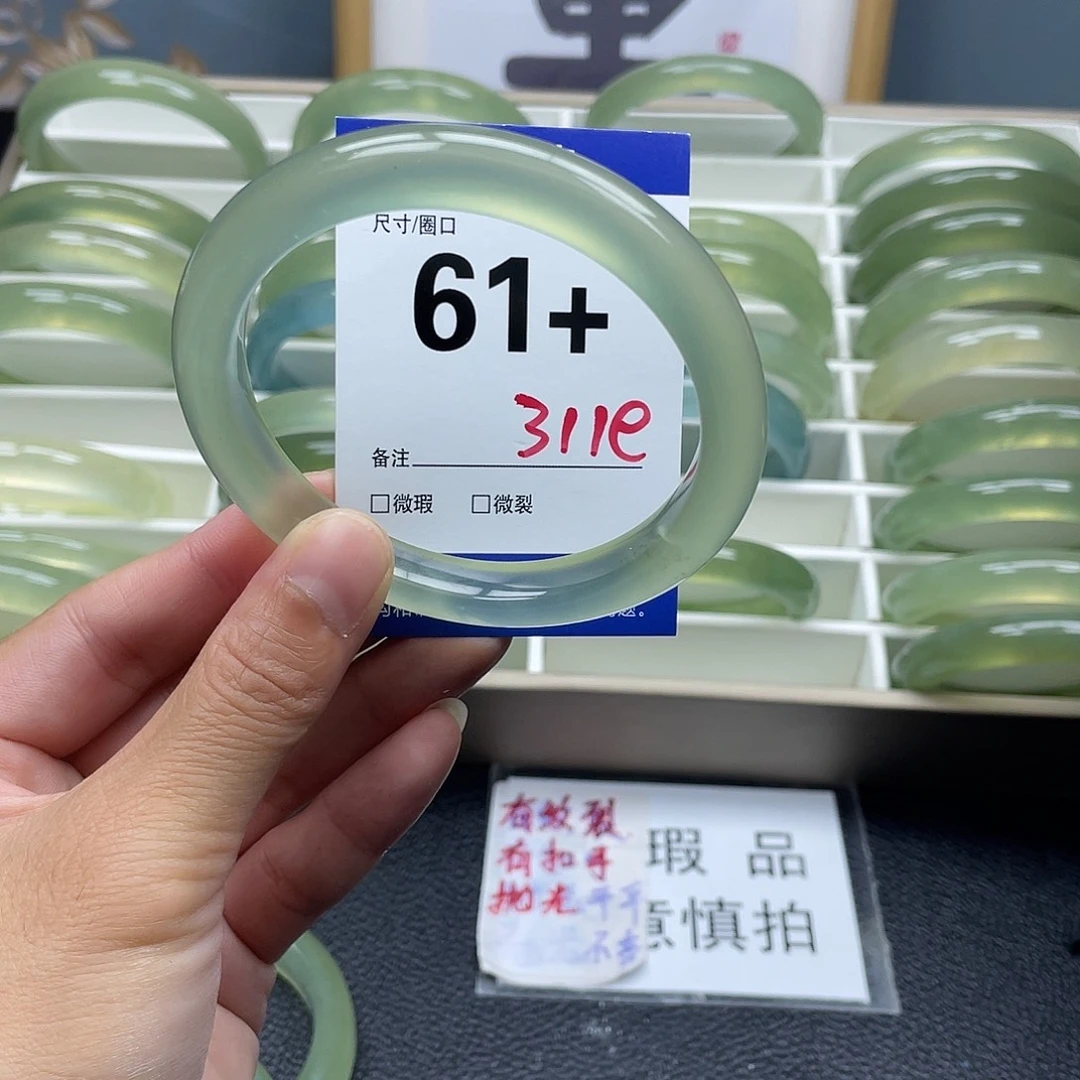 尺寸/圈口
61+
311e
备注
□微瑕 □微裂
有纹裂
有扣手
抛光
瑕 品
意慎拍